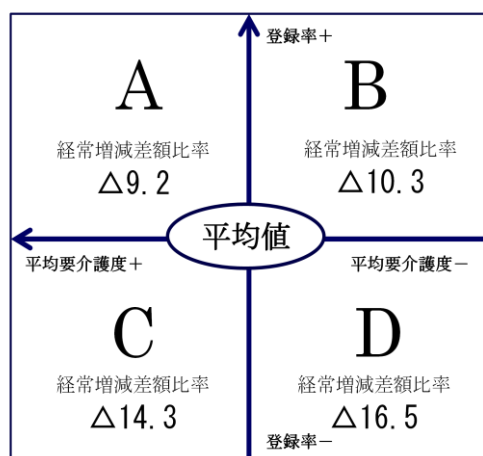 登録率+
A
B
経常増減差額比率
経常増減差額比率
△9.2
△10.3
平均値
平均要介護度+
平均要介護度-
C
D
経常増減差額比率
経常増減差額比率
△14.3
△16.5
登録率-